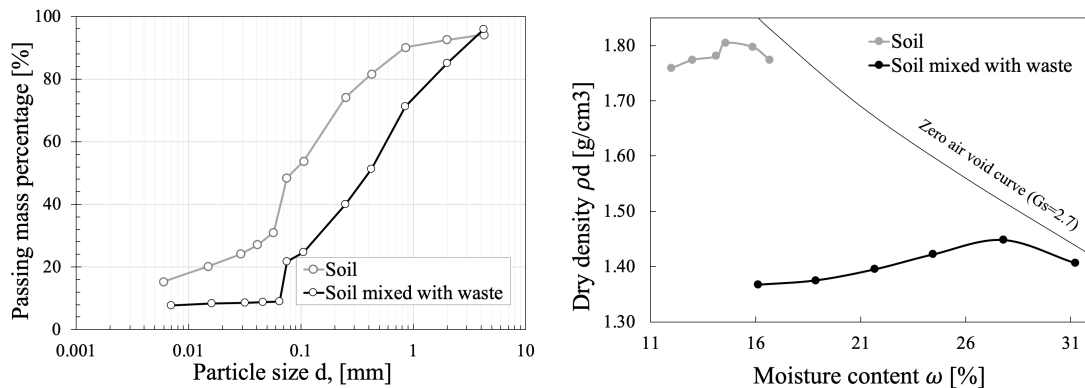 100
80
60
40
20
0
Passing mass percentage [%]
Soil
Soil mixed with waste
0.001
0.01
0.1
1
10
Particle size d, [mm]
1.80
1.70
1.60
1.50
1.40
1.30
Dry density ρd [g/cm3]
Soil
Soil mixed with waste
Zero air void curve (Gs=2.7)
11
16
21
26
31
Moisture content ω [%]